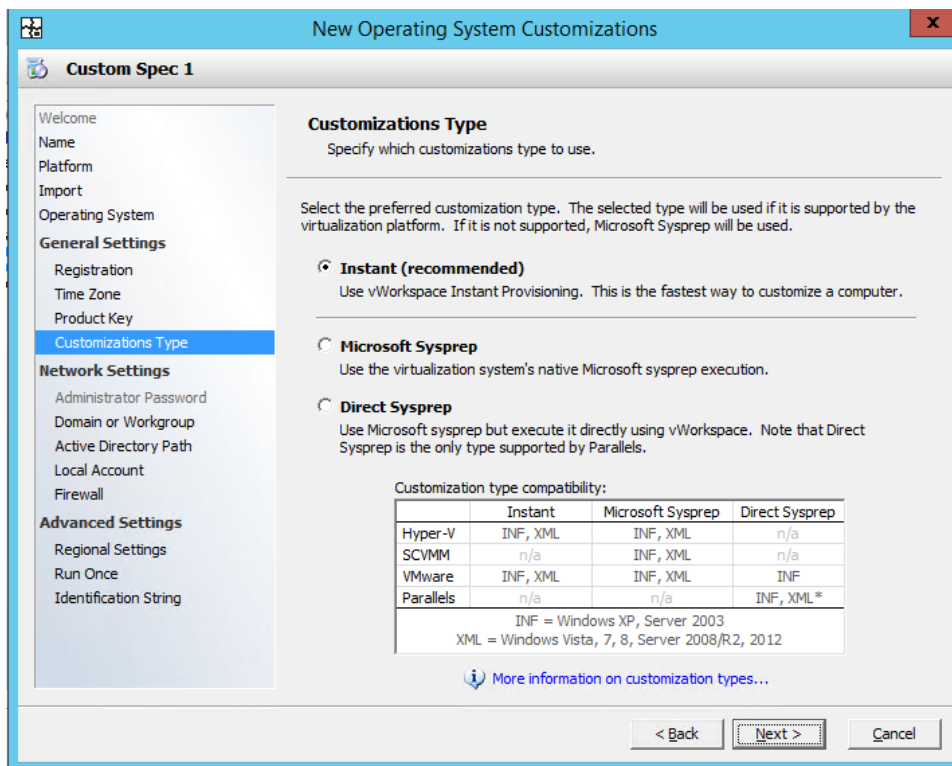 New Operating System Customizations
x
Custom Spec 1
Welcome
Name
Platform
Import
Operating System
General Settings
Registration
Time Zone
Product Key
Customizations Type
Network Settings
Administrator Password
Domain or Workgroup
Active Directory Path
Local Account
Firewall
Advanced Settings
Regional Settings
Run Once
Identification String
Customizations Type
Specify which customizations type to use.
Select the preferred customization type. The selected type will be used if it is supported by the
virtualization platform. If it is not supported, Microsoft Sysprep will be used.
Instant (recommended)
Use vWorkspace Instant Provisioning. This is the fastest way to customize a computer.
Microsoft Sysprep
Use the virtualization system's native Microsoft sysprep execution.
Direct Sysprep
Use Microsoft sysprep but execute it directly using vWorkspace. Note that Direct
Sysprep is the only type supported by Parallels.
Customization type compatibility:
Instant Microsoft Sysprep Direct Sysprep
Hyper-V INF, XML INF, XML n/a
SCVMM n/a INF, XML n/a
VMware INF, XML INF, XML INF
Parallels n/a n/a INF, XML*
INF = Windows XP, Server 2003
XML = Windows Vista, 7, 8, Server 2008/R2, 2012
More information on customization types...
< Back Next > Cancel